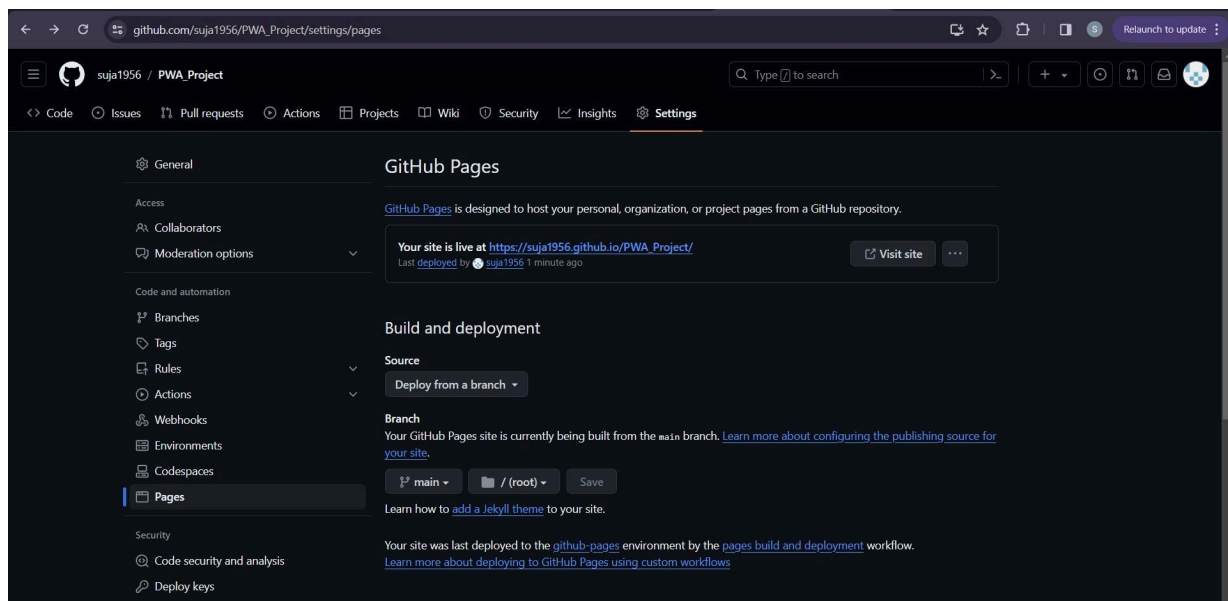 github.com/suja1956/PWA_Project/settings/pages
S
Relaunch to update
suja1956 / PWA_Project
Type / to search
Code
Issues
Pull requests
Actions
Projects
Wiki
Security
Insights
Settings
General
Access
Collaborators
Moderation options
Code and automation
Branches
Tags
Rules
Actions
Webhooks
Environments
Codespaces
Pages
Security
Code security and analysis
Deploy keys
GitHub Pages
GitHub Pages is designed to host your personal, organization, or project pages from a GitHub repository.
Your site is live at https://suja1956.github.io/PWA_Project/
Last deployed by suja1956 1 minute ago
Visit site
Build and deployment
Source
Deploy from a branch
Branch
Your GitHub Pages site is currently being built from the main branch. Learn more about configuring the publishing source for
your site.
main
/ (root)
Save
Learn how to add a Jekyll theme to your site.
Your site was last deployed to the github-pages environment by the pages build and deployment workflow.
Learn more about deploying to GitHub Pages using custom workflows